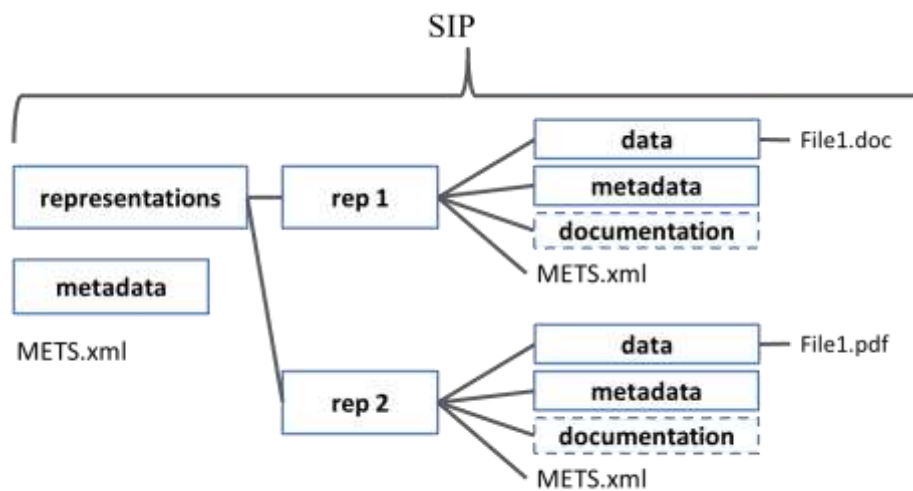 SIP
data
File1.doc
representations
rep 1
metadata
documentation
metadata
METS.xml
METS.xml
data
File1.pdf
rep 2
metadata
documentation
METS.xml